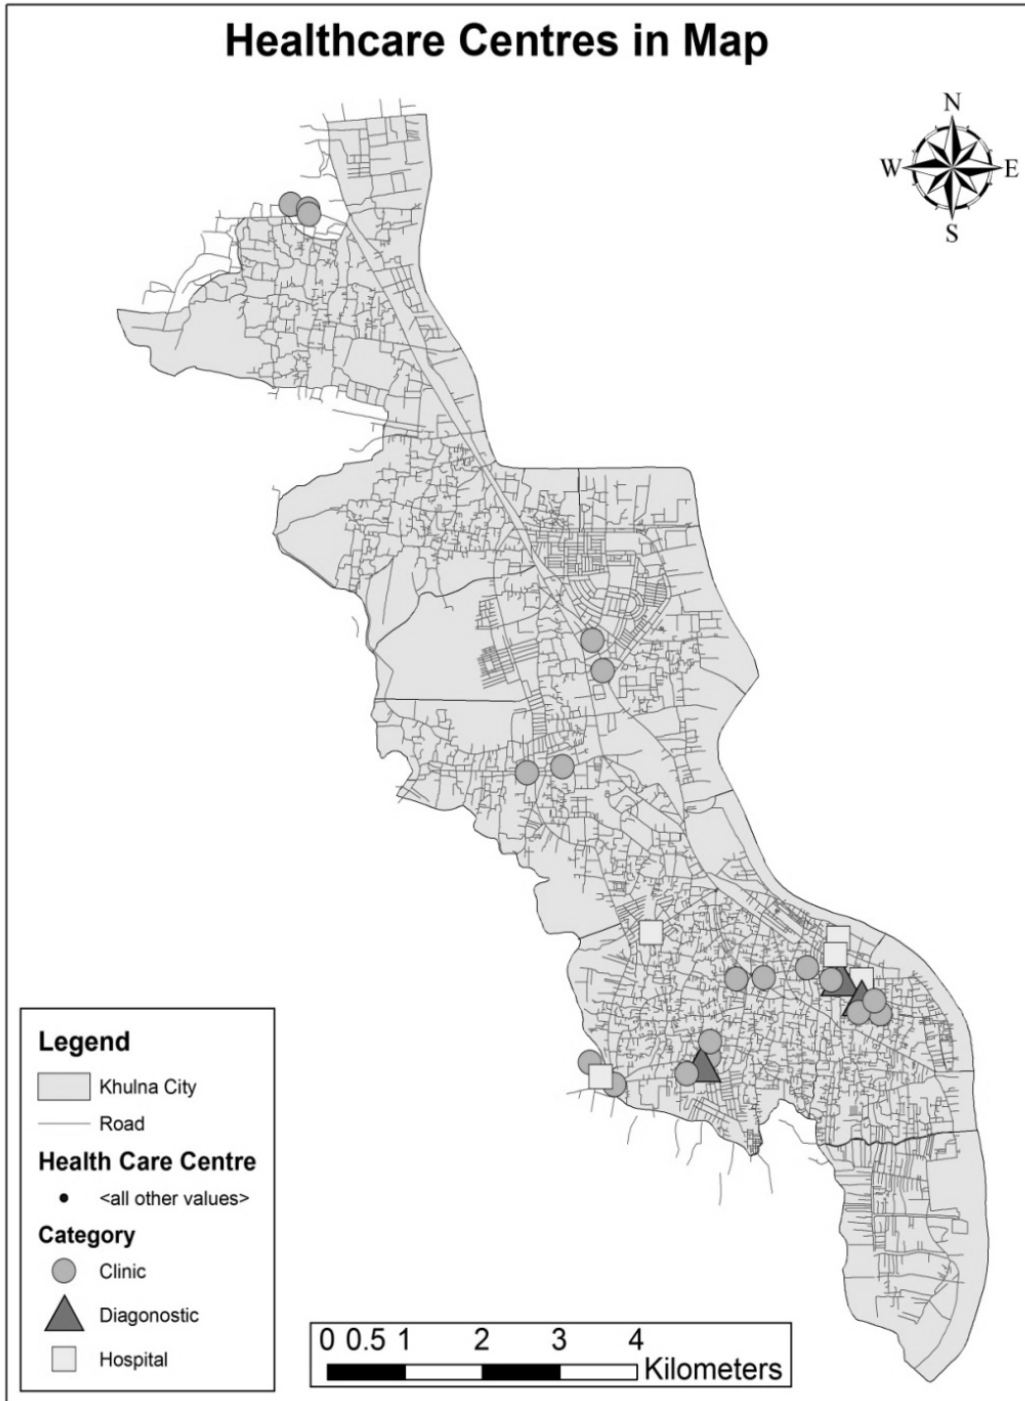 Healthcare Centres in Map
N
W E
S
Legend
Khulna City
Road
Health Care Centre
<all other values>
Category
Clinic
Diagonostic
Hospital
0 0.5 1 2 3 4
Kilometers